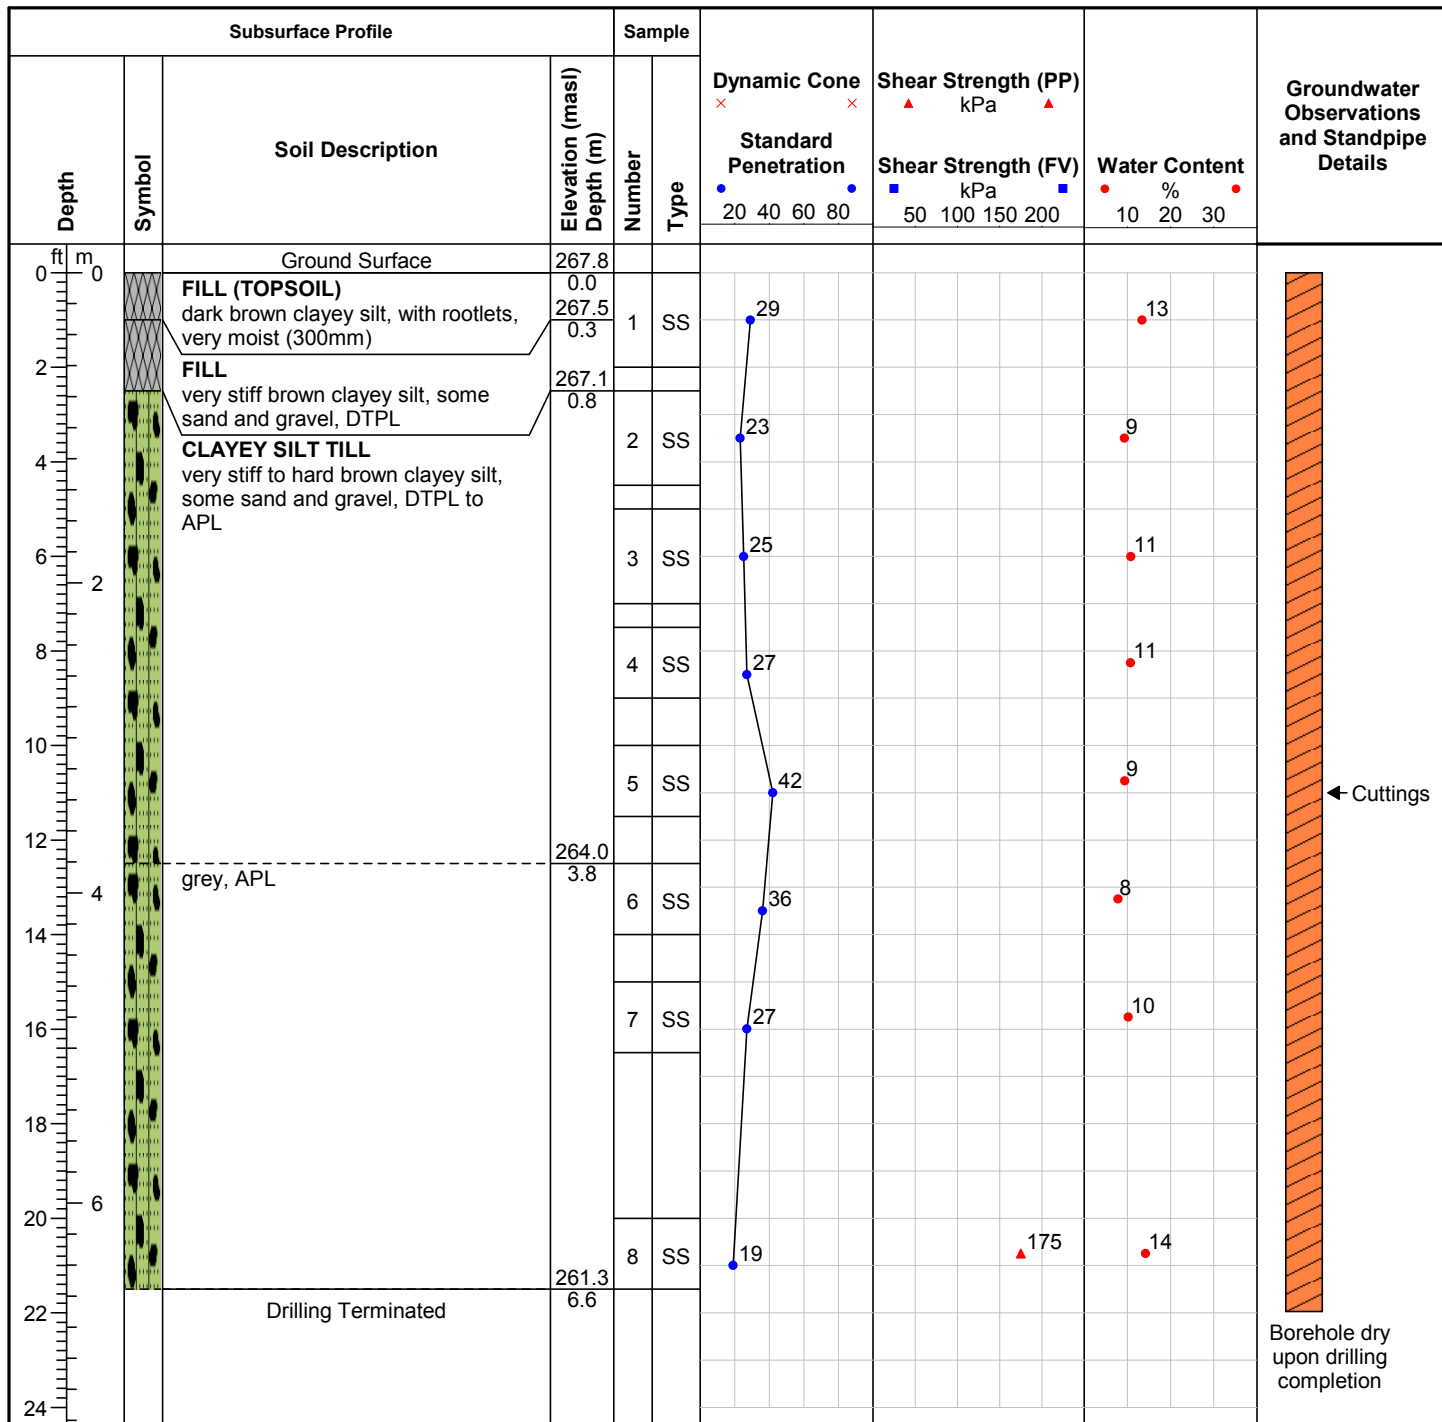 Subsurface Profile
Sample
Depth
Symbol
Soil Description
Elevation (masl)
Depth (m)
Number
Type
Dynamic Cone
Standard
Penetration
20 40 60 80
Shear Strength (PP)
kPa
Shear Strength (FV)
kPa
50 100 150 200
Water Content
%
10 20 30
Groundwater
Observations
and Standpipe
Details
ft m
Ground Surface
267.8
0 0
0.0
FILL (TOPSOIL)
dark brown clayey silt, with rootlets,
very moist (300mm)
267.5
0.3
1 SS
29
13
2
FILL
very stiff brown clayey silt, some
sand and gravel, DTPL
267.1
0.8
2 SS
23
9
4
CLAYEY SILT TILL
very stiff to hard brown clayey silt,
some sand and gravel, DTPL to
APL
3 SS
25
11
6
2
8
4 SS
27
11
10
5 SS
42
9
Cuttings
12
264.0
3.8
grey, APL
4
6 SS
36
8
14
7 SS
27
10
16
18
6
20
8 SS
19
175
14
261.3
6.6
Drilling Terminated
22
Borehole dry
upon drilling
completion
24